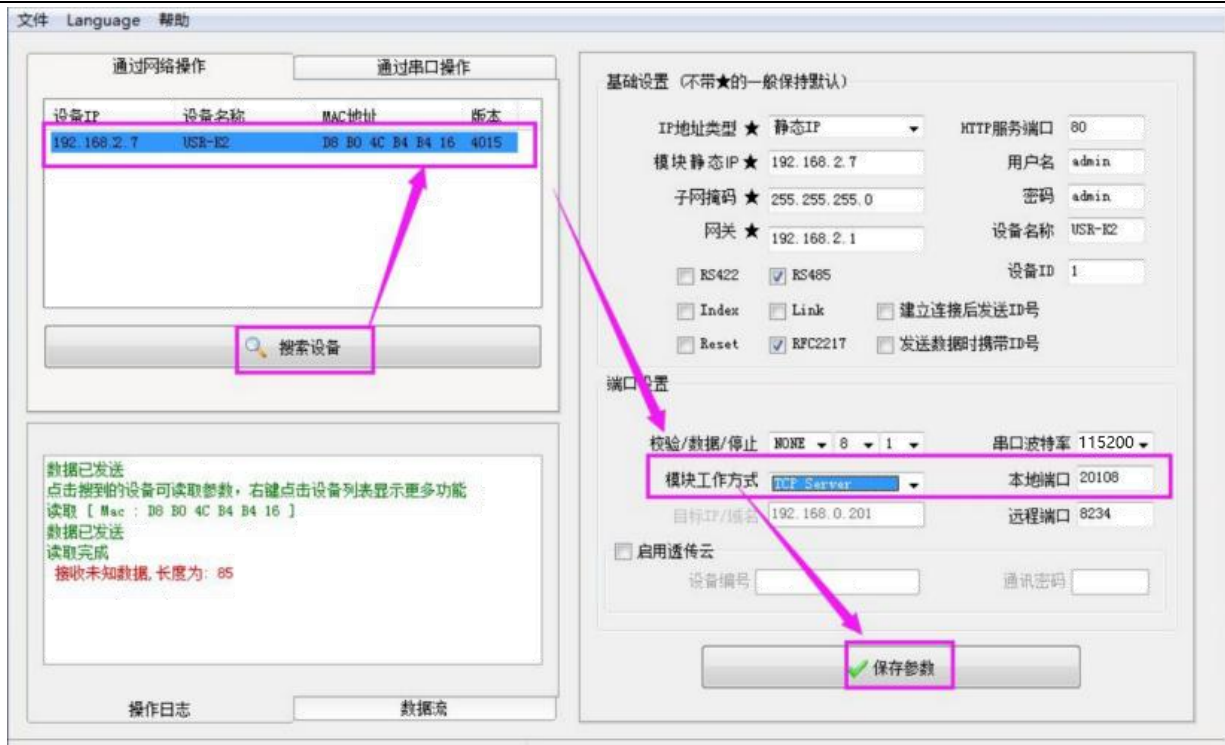 文件 Language 帮助
通过网络操作 通过串口操作
设备IP 设备名称 MAC地址 版本
192.168.2.7 USR-K2 D8 B0 4C B4 B4 16 4015
搜索设备
数据已发送
点击搜到的设备可读取参数，右键点击设备列表显示更多功能
读取 [ Mac : D8 B0 4C B4 B4 16 ]
数据已发送
读取完成
接收未知数据,长度为: 85
操作日志 数据流
基础设置 (不带★的一般保持默认)
IP地址类型 ★ 静态IP HTTP服务端口 80
模块静态IP★ 192.168.2.7 用户名 admin
子网掩码 ★ 255.255.255.0 密码 admin
网关 ★ 192.168.2.1 设备名称 USR-K2
RS422 RS485 设备ID 1
Index Link 建立连接后发送ID号
Reset RFC2217 发送数据时携带ID号
端口设置
校验/数据/停止 NONE 8 1 串口波特率 115200
模块工作方式 TCP Server 本地端口 20108
目标IP/域名 192.168.0.201 远程端口 8234
启用透传云
设备编号 通讯密码
保存参数